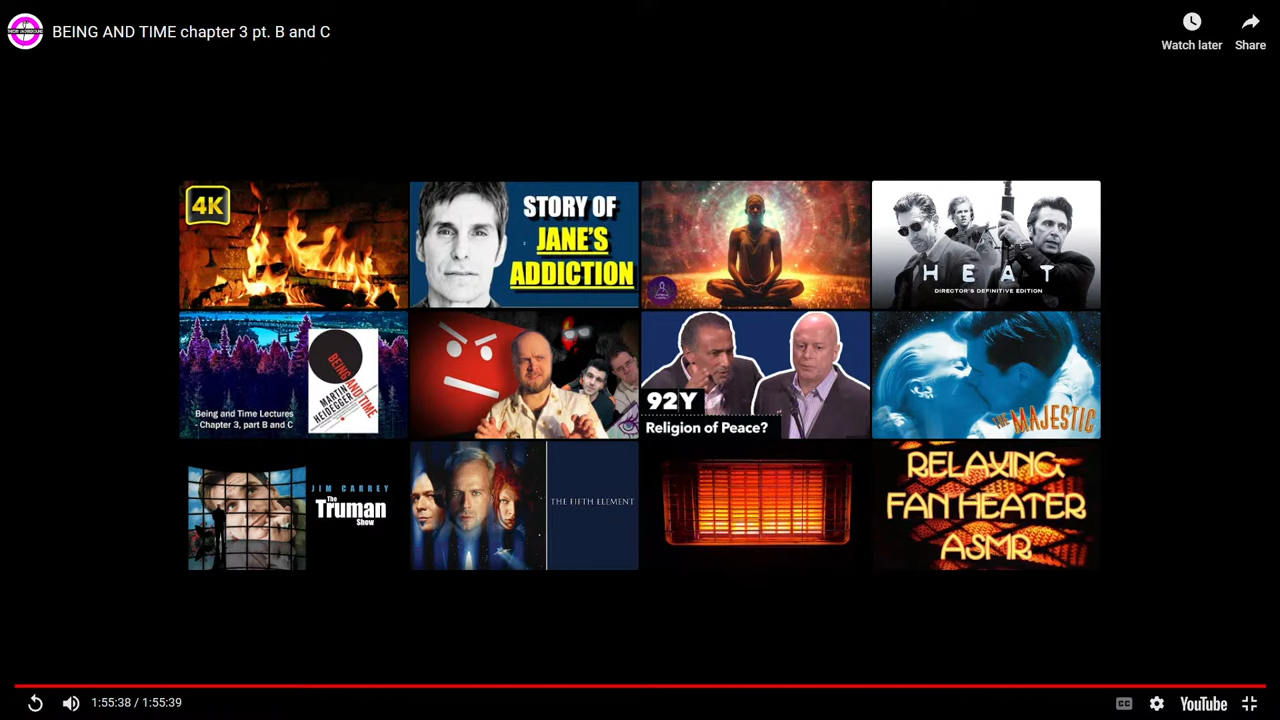 BEING AND TIME chapter 3 pt. B and C
Watch later
Share
4K
STORY OF
JANE'S
ADDICTION
HEAT
DIRECTOR'S DEFINITIVE EDITION
Being and Time Lectures
- Chapter 3, part B and C
BEING AND TIME
MARTIN
HEIDEGGER
92Y
Religion of Peace?
THE MAJESTIC
JIM CARREY
The
Truman
Show
THE FIFTH ELEMENT
RELAXING
FAN HEATER
ASMR
1:55:38 / 1:55:39
CC
YouTube